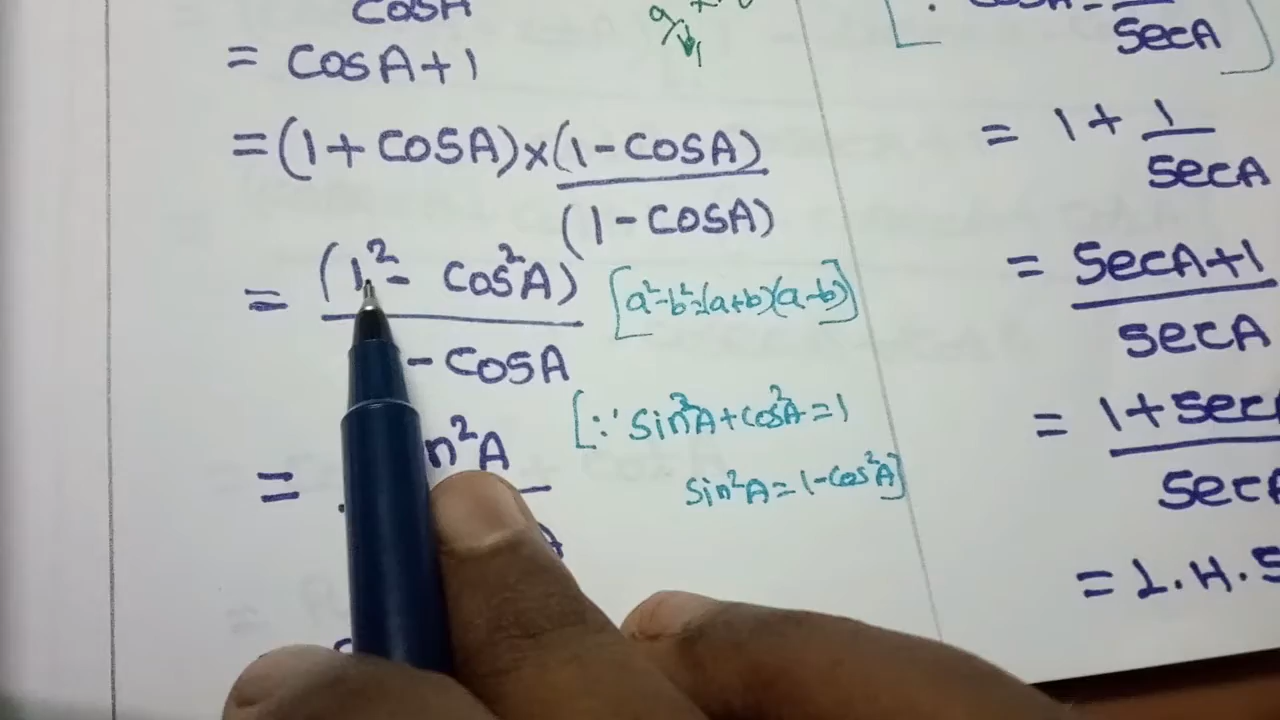 cosA
= cosA+1
= (1+cosA)×(1-cosA)
(1-cosA)
= (1²- cos²A) [a²-b²=(a+b)(a-b)]
-cosA
[∵ sin²A+cos²A=1
= n²A
sin²A=1-cos²A]
secA
= 1+ 1
secA
= secA+1
secA
= 1+sec
sec
= L.H.S